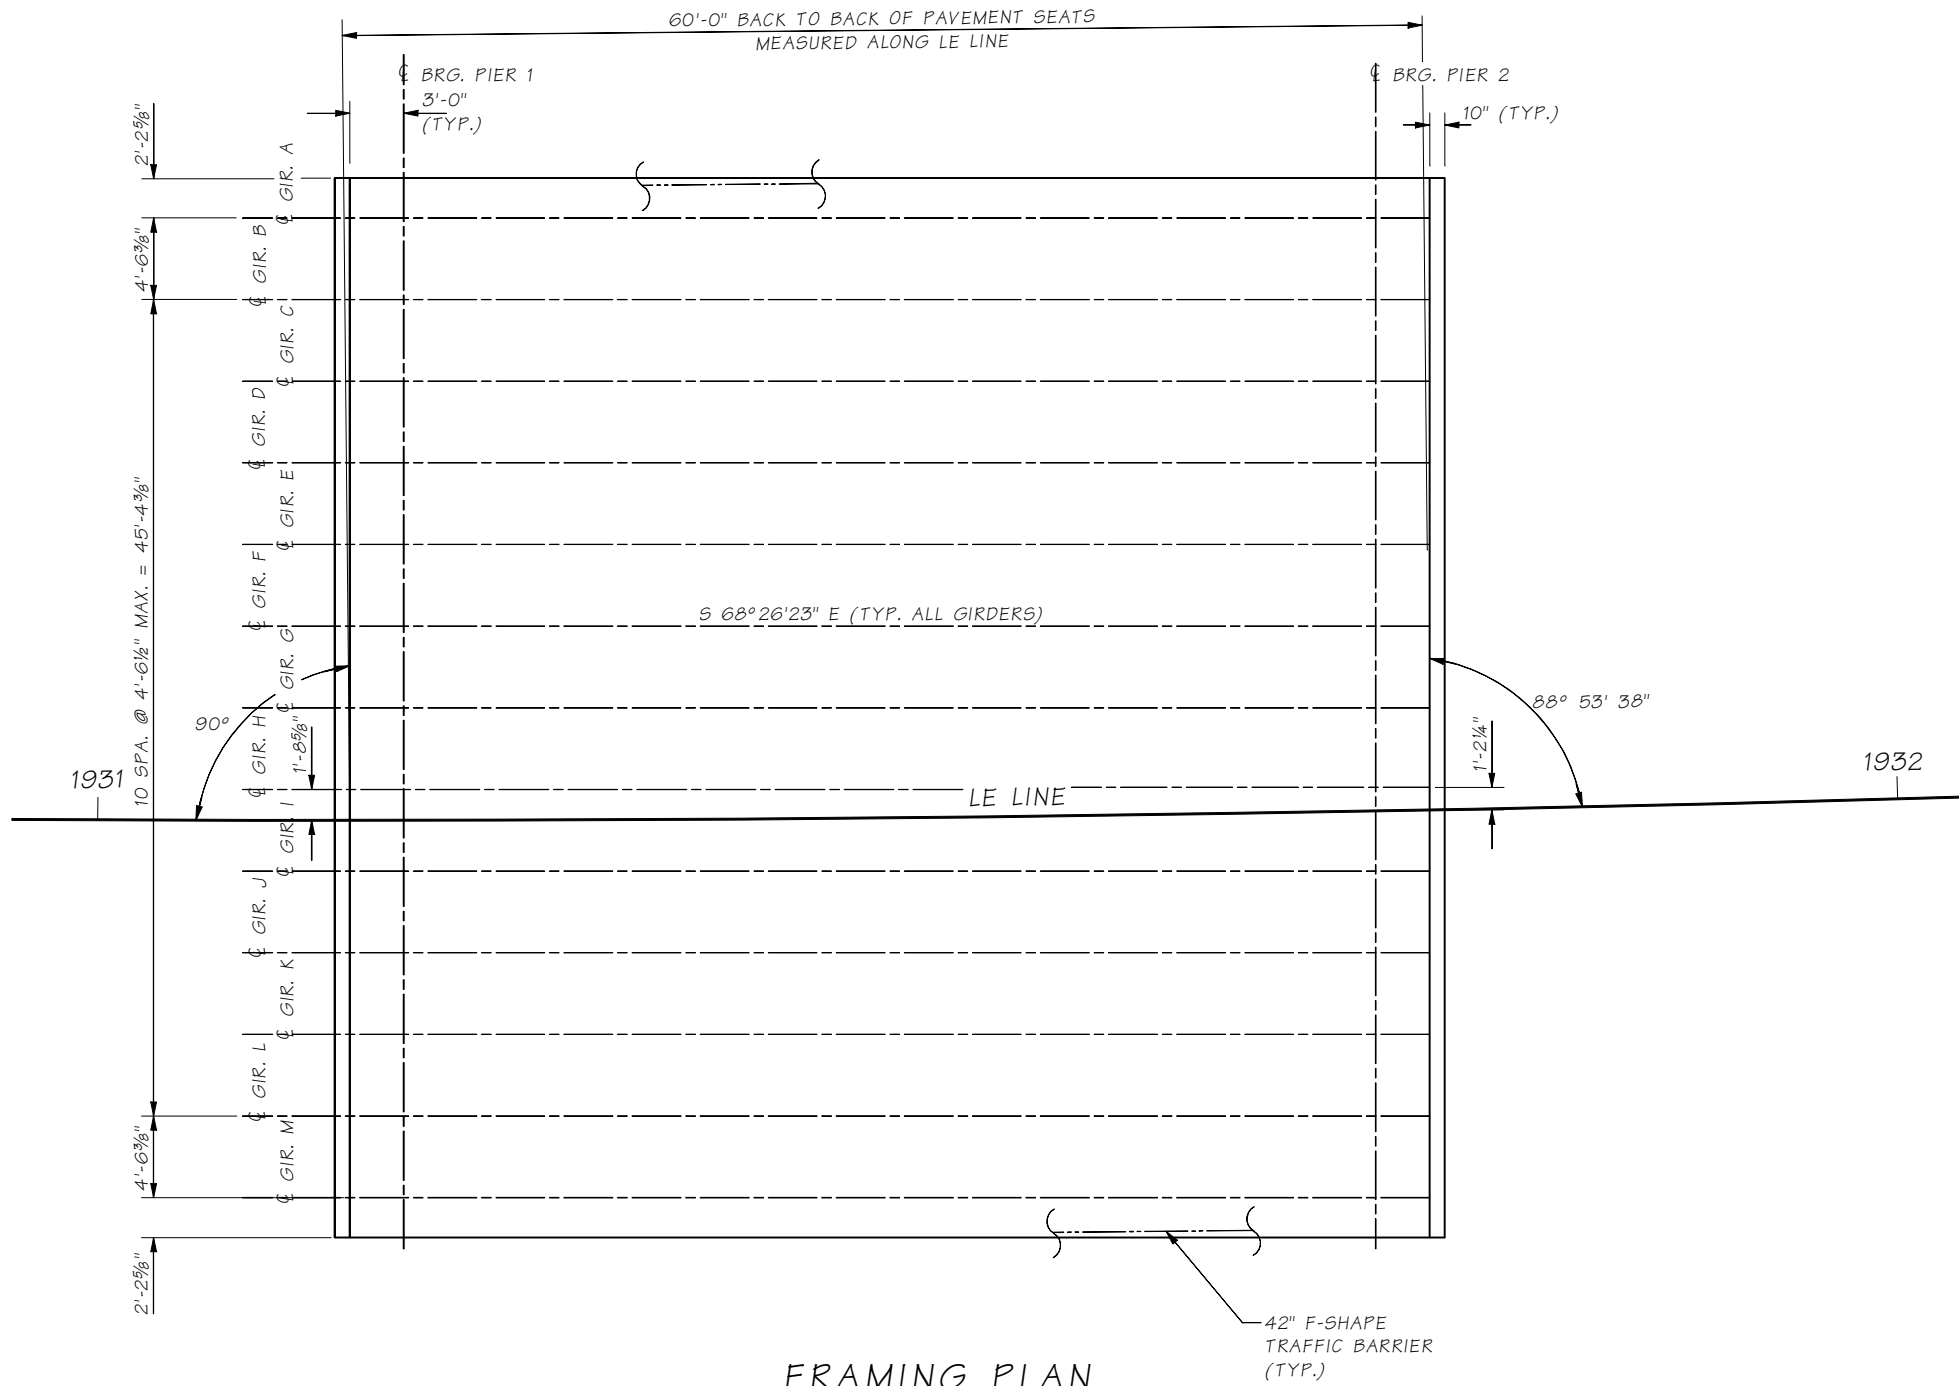 60'-0" BACK TO BACK OF PAVEMENT SEATS
MEASURED ALONG LE LINE
℄ BRG. PIER 1
3'-0"
(TYP.)
℄ BRG. PIER 2
10" (TYP.)
2'-2⅝"
4'-6⅜"
10 SPA. @ 4'-6½" MAX. = 45'-4⅜"
4'-6⅜"
2'-2⅝"
℄ GIR. A
℄ GIR. B
℄ GIR. C
℄ GIR. D
℄ GIR. E
℄ GIR. F
℄ GIR. G
℄ GIR. H
℄ GIR. I
℄ GIR. J
℄ GIR. K
℄ GIR. L
℄ GIR. M
S 68°26'23" E (TYP. ALL GIRDERS)
90°
1'-8⅝"
88° 53' 38"
1'-2¼"
1931
LE LINE
1932
42" F-SHAPE
TRAFFIC BARRIER
(TYP.)
FRAMING PLAN